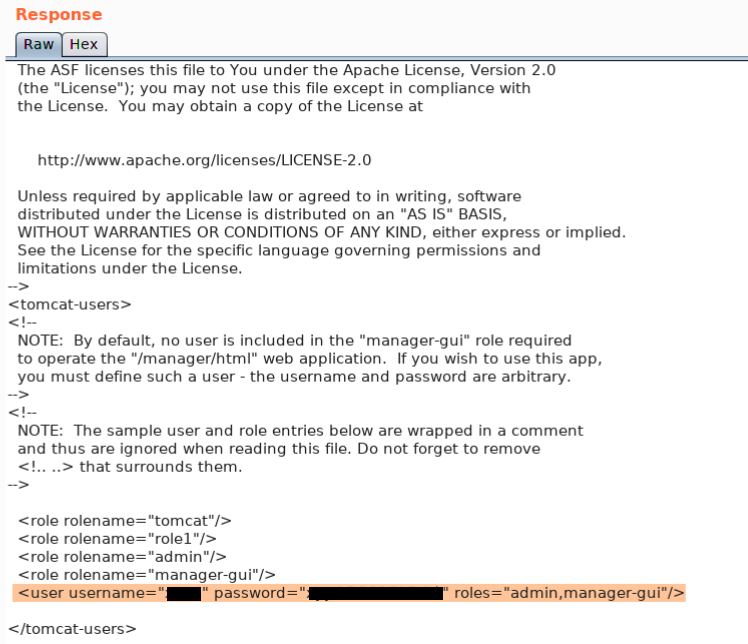 Response
Raw Hex
The ASF licenses this file to You under the Apache License, Version 2.0
(the "License"); you may not use this file except in compliance with
the License.  You may obtain a copy of the License at
http://www.apache.org/licenses/LICENSE-2.0
Unless required by applicable law or agreed to in writing, software
distributed under the License is distributed on an "AS IS" BASIS,
WITHOUT WARRANTIES OR CONDITIONS OF ANY KIND, either express or implied.
See the License for the specific language governing permissions and
limitations under the License.
-->
<tomcat-users>
<!--
NOTE:  By default, no user is included in the "manager-gui" role required
to operate the "/manager/html" web application.  If you wish to use this app,
you must define such a user - the username and password are arbitrary.
-->
<!--
NOTE:  The sample user and role entries below are wrapped in a comment
and thus are ignored when reading this file. Do not forget to remove
<!.. ..> that surrounds them.
-->
<role rolename="tomcat"/>
<role rolename="role1"/>
<role rolename="admin"/>
<role rolename="manager-gui"/>
<user username="" password="" roles="admin,manager-gui"/>
</tomcat-users>